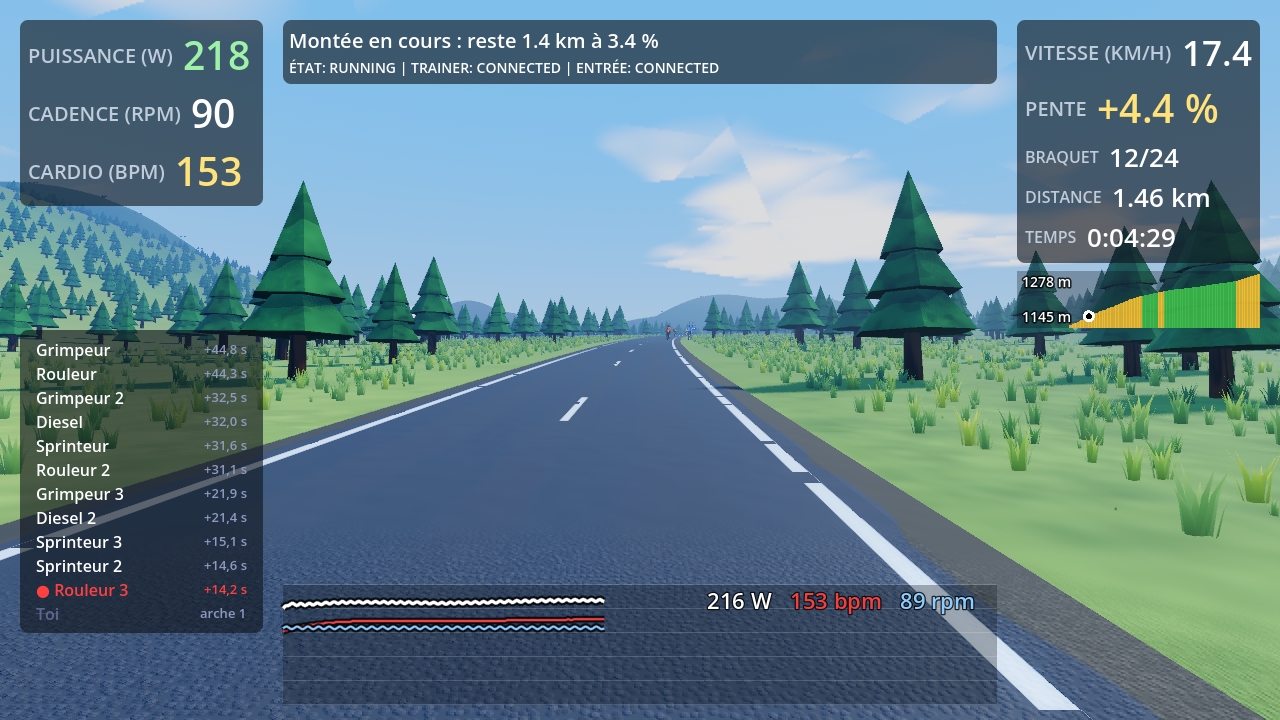 PUISSANCE (W) 218
CADENCE (RPM) 90
CARDIO (BPM) 153
Montée en cours : reste 1.4 km à 3.4 %
ÉTAT: RUNNING | TRAINER: CONNECTED | ENTRÉE: CONNECTED
VITESSE (KM/H) 17.4
PENTE +4.4 %
BRAQUET 12/24
DISTANCE 1.46 km
TEMPS 0:04:29
1278 m
1145 m
Grimpeur +44,8 s
Rouleur +44,3 s
Grimpeur 2 +32,5 s
Diesel +32,0 s
Sprinteur +31,6 s
Rouleur 2 +31,1 s
Grimpeur 3 +21,9 s
Diesel 2 +21,4 s
Sprinteur 3 +15,1 s
Sprinteur 2 +14,6 s
Rouleur 3 +14,2 s
Toi arche 1
216 W 153 bpm 89 rpm